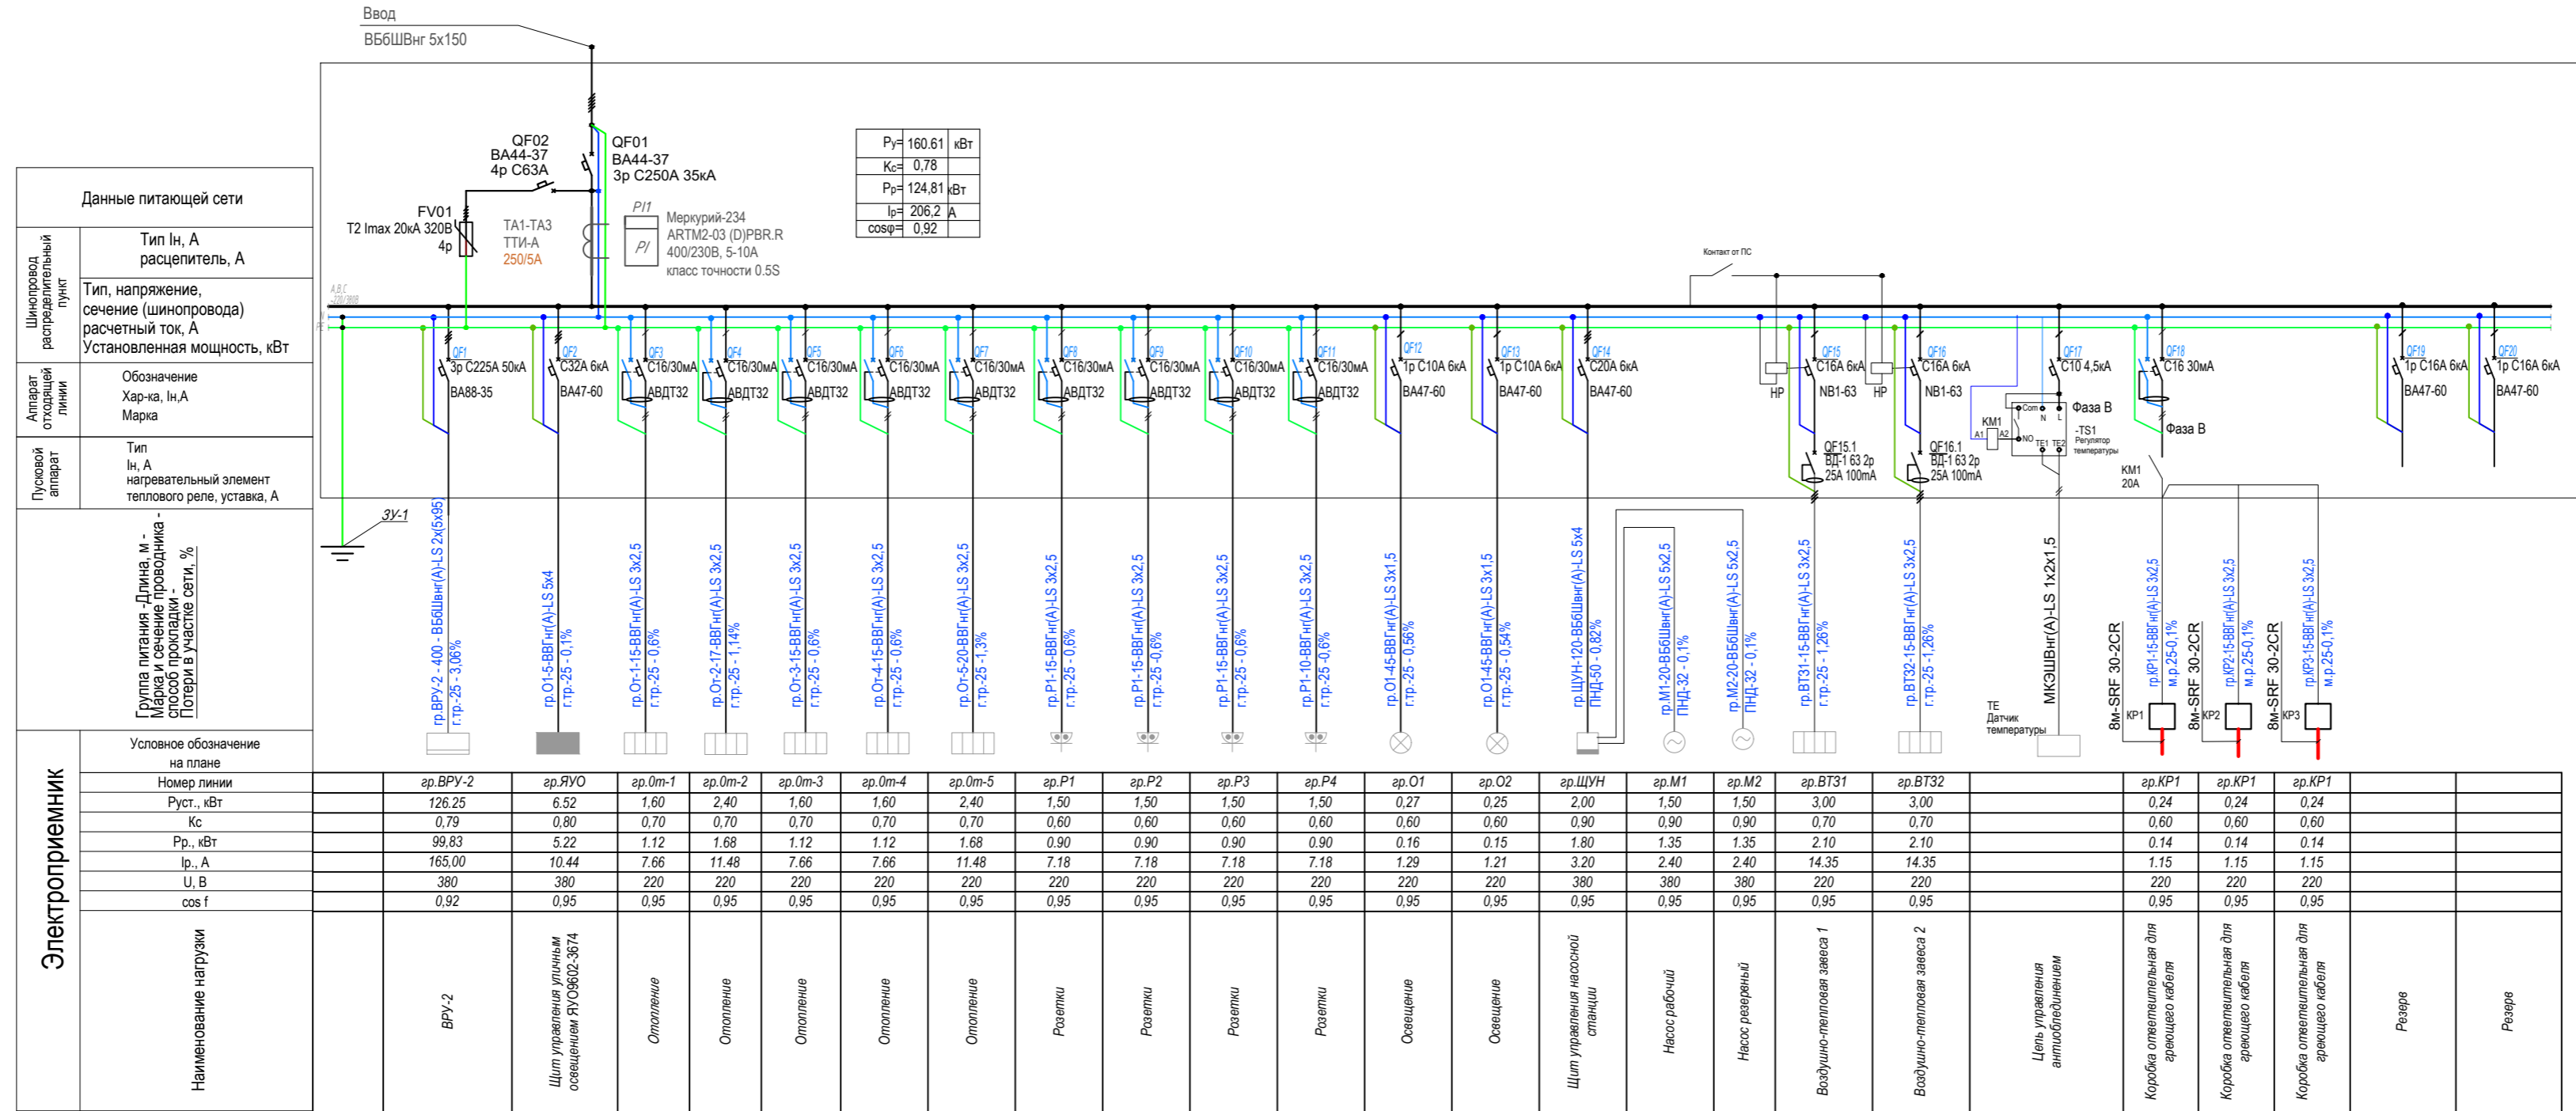 Ввод
ВБбШВнг 5х150
QF02
ВА44-37
4р С63А
QF01
ВА44-37
3р С250А 35кА
FV01
Т2 Imax 20кА 320В
4р
ТА1-ТА3
ТТИ-А
250/5А
PI1
PI
Меркурий-234
ARTM2-03 (D)PBR.R
400/230В, 5-10А
класс точности 0.5S
Ру= 160.61 кВт
Кс= 0,78
Рр= 124,81 кВт
Iр= 206,2 А
cosφ= 0,92
Данные питающей сети
Шинопровод
распределительный
пункт
Тип Iн, А
расцепитель, А
Тип, напряжение,
сечение (шинопровода)
расчетный ток, А
Установленная мощность, кВт
Аппарат
отходящей
линии
Обозначение
Хар-ка, Iн,А
Марка
Пусковой
аппарат
Тип
Iн, А
нагревательный элемент
теплового реле, уставка, А
Группа питания -Длина, м -
Марка и сечение проводника -
способ прокладки -
Потери в участке сети, %
A,B,C
~220/380В
N
PE
ЗУ-1
Контакт от ПС
QF1
3р С225А 50кА
ВА88-35
QF2
С32А 6кА
ВА47-60
QF3
С16/30мА
АВДТ32
QF4
С16/30мА
АВДТ32
QF5
С16/30мА
АВДТ32
QF6
С16/30мА
АВДТ32
QF7
С16/30мА
АВДТ32
QF8
С16/30мА
АВДТ32
QF9
С16/30мА
АВДТ32
QF10
С16/30мА
АВДТ32
QF11
С16/30мА
АВДТ32
QF12
1р С10А 6кА
ВА47-60
QF13
1р С10А 6кА
ВА47-60
QF14
С20А 6кА
ВА47-60
НР
QF15
С16А 6кА
NB1-63
QF15.1
ВД-1 63 2р
25А 100mA
НР
QF16
С16А 6кА
NB1-63
QF16.1
ВД-1 63 2р
25А 100mA
QF17
С10 4,5кА
Com
N
L
Фаза В
КМ1
А1
А2
NO
TE1
TE2
-TS1
Регулятор
температуры
QF18
С16 30мА
Фаза В
КМ1
20А
QF19
1р С16А 6кА
ВА47-60
QF20
1р С16А 6кА
ВА47-60
гр.ВРУ-2 - 400 - ВБбШвнг(А)-LS 2х(5х95)
г.тр.-25 - 3,06%
гр.О1-5-ВВГнг(А)-LS 5х4
г.тр.-25 - 0,1%
гр.От-1-15-ВВГнг(А)-LS 3х2,5
г.тр.-25 - 0,6%
гр.От-2-17-ВВГнг(А)-LS 3х2,5
г.тр.-25 - 1,14%
гр.От-3-15-ВВГнг(А)-LS 3х2,5
г.тр.-25 - 0,6%
гр.От-4-15-ВВГнг(А)-LS 3х2,5
г.тр.-25 - 0,6%
гр.От-5-20-ВВГнг(А)-LS 3х2,5
г.тр.-25 - 1,3%
гр.Р1-15-ВВГнг(А)-LS 3х2,5
г.тр.-25 - 0,6%
гр.Р1-15-ВВГнг(А)-LS 3х2,5
г.тр.-25 -0,6%
гр.Р1-15-ВВГнг(А)-LS 3х2,5
г.тр.-25 - 0,6%
гр.Р1-10-ВВГнг(А)-LS 3х2,5
г.тр.-25 -0,6%
гр.О1-45-ВВГнг(А)-LS 3х1,5
г.тр.-25 - 0,56%
гр.О1-45-ВВГнг(А)-LS 3х1,5
г.тр.-25 - 0,54%
гр.ЩУН-120-ВБбШвнг(А)-LS 5х4
ПНД-50 - 0,82%
гр.М1-20-ВБбШвнг(А)-LS 5х2,5
ПНД-32 - 0,1%
гр.М2-20-ВБбШвнг(А)-LS 5х2,5
ПНД-32 - 0,1%
гр.ВТЗ1-15-ВВГнг(А)-LS 3х2,5
г.тр.-25 - 1,26%
гр.ВТЗ2-15-ВВГнг(А)-LS 3х2,5
г.тр.-25 -1,26%
МКЭШВнг(А)-LS 1х2х1,5
ТЕ
Датчик
температуры
8м-SRF 30-2CR
КР1
гр.КР1-15-ВВГнг(А)-LS 3х2,5
м.р.25-0,1%
8м-SRF 30-2CR
КР2
гр.КР2-15-ВВГнг(А)-LS 3х2,5
м.р.25-0,1%
8м-SRF 30-2CR
КР3
гр.КР3-15-ВВГнг(А)-LS 3х2,5
м.р.25-0,1%
Электроприемник
Условное обозначение
на плане
Номер линии гр.ВРУ-2 гр.ЯУО гр.0т-1 гр.0т-2 гр.0т-3 гр.0т-4 гр.0т-5 гр.Р1 гр.Р2 гр.Р3 гр.Р4 гр.О1 гр.О2 гр.ЩУН гр.М1 гр.М2 гр.ВТЗ1 гр.ВТЗ2 гр.КР1 гр.КР1 гр.КР1
Руст., кВт 126.25 6.52 1,60 2,40 1,60 1,60 2,40 1,50 1,50 1,50 1,50 0,27 0,25 2,00 1,50 1,50 3,00 3,00 0,24 0,24 0,24
Кс 0,79 0,80 0,70 0,70 0,70 0,70 0,70 0,60 0,60 0,60 0,60 0,60 0,60 0,90 0,90 0,90 0,70 0,70 0,60 0,60 0,60
Рр., кВт 99,83 5.22 1.12 1.68 1.12 1.12 1.68 0.90 0.90 0.90 0.90 0.16 0.15 1.80 1.35 1.35 2.10 2.10 0.14 0.14 0.14
Iр., А 165,00 10.44 7.66 11.48 7.66 7.66 11.48 7.18 7.18 7.18 7.18 1.29 1.21 3.20 2.40 2.40 14.35 14.35 1.15 1.15 1.15
U, В 380 380 220 220 220 220 220 220 220 220 220 220 220 380 380 380 220 220 220 220 220
cos f 0,92 0,95 0,95 0,95 0,95 0,95 0,95 0,95 0,95 0,95 0,95 0,95 0,95 0,95 0,95 0,95 0,95 0,95 0,95 0,95 0,95
Наименование нагрузки
ВРУ-2
Щит управления уличным
освещением ЯУО9602-3674
Отопление
Отопление
Отопление
Отопление
Отопление
Розетки
Розетки
Розетки
Розетки
Освещение
Освещение
Щит управления насосной
станции
Насос рабочий
Насос резервный
Воздушно-тепловая завеса 1
Воздушно-тепловая завеса 2
Цепь управления
антиоблединением
Коробка ответвительная для
греющего кабеля
Коробка ответвительная для
греющего кабеля
Коробка ответвительная для
греющего кабеля
Резерв
Резерв